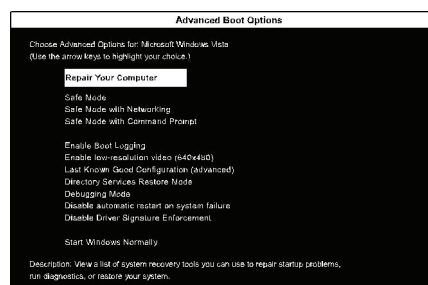 Advanced Boot Options
Choose Advanced Options for: Microsoft Windows Vista
(Use the arrow keys to highlight your choice.)
Repair Your Computer
Safe Mode
Safe Mode with Networking
Safe Mode with Command Prompt
Enable Boot Logging
Enable low-resolution video (640x480)
Last Known Good Configuration (advanced)
Directory Services Restore Mode
Debugging Mode
Disable automatic restart on system failure
Disable Driver Signature Enforcement
Start Windows Normally
Description: View a list of system recovery tools you can use to repair startup problems,
run diagnostics, or restore your system.